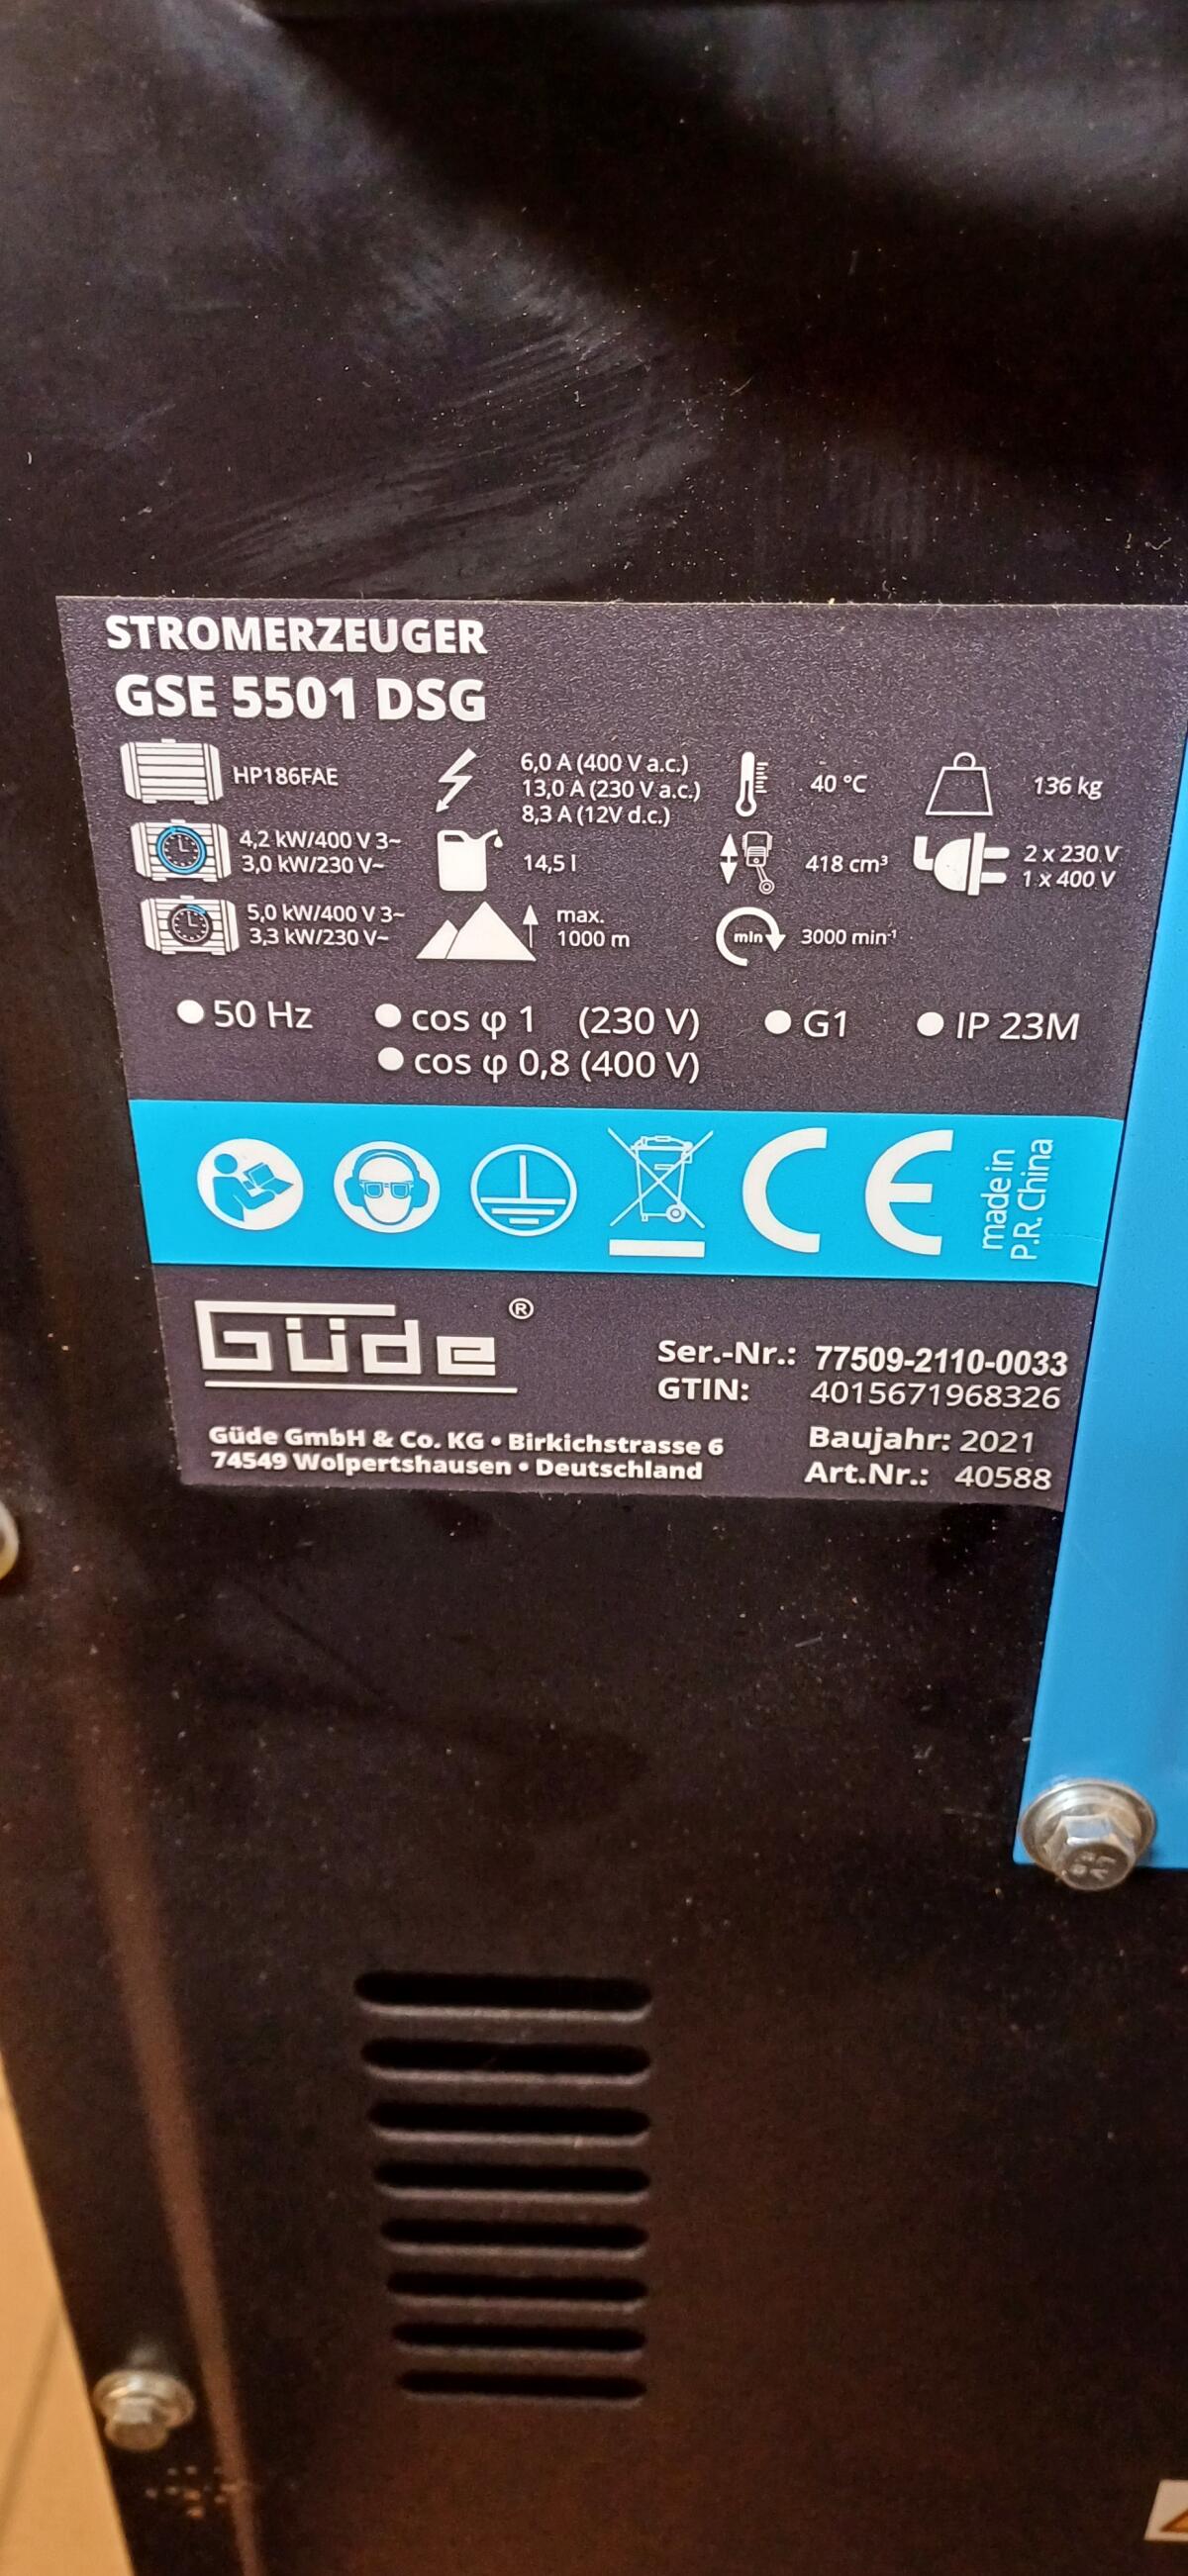 STROMERZEUGER
GSE 5501 DSG
HP186FAE
4,2 kW/400 V 3~
3,0 kW/230 V~
5,0 kW/400 V 3~
3,3 kW/230 V~
6,0 A (400 V a.c.)
13,0 A (230 V a.c.)
8,3 A (12V d.c.)
14,5 l
max.
1000 m
40 °C
418 cm³
min
3000 min⁻¹
136 kg
2 x 230 V
1 x 400 V
50 Hz
cos φ 1 (230 V)
cos φ 0,8 (400 V)
G1
IP 23M
CE
made in
P.R. China
Güde ®
Ser.-Nr.: 77509-2110-0033
GTIN: 4015671968326
Güde GmbH & Co. KG • Birkichstrasse 6
74549 Wolpertshausen • Deutschland
Baujahr: 2021
Art.Nr.: 40588